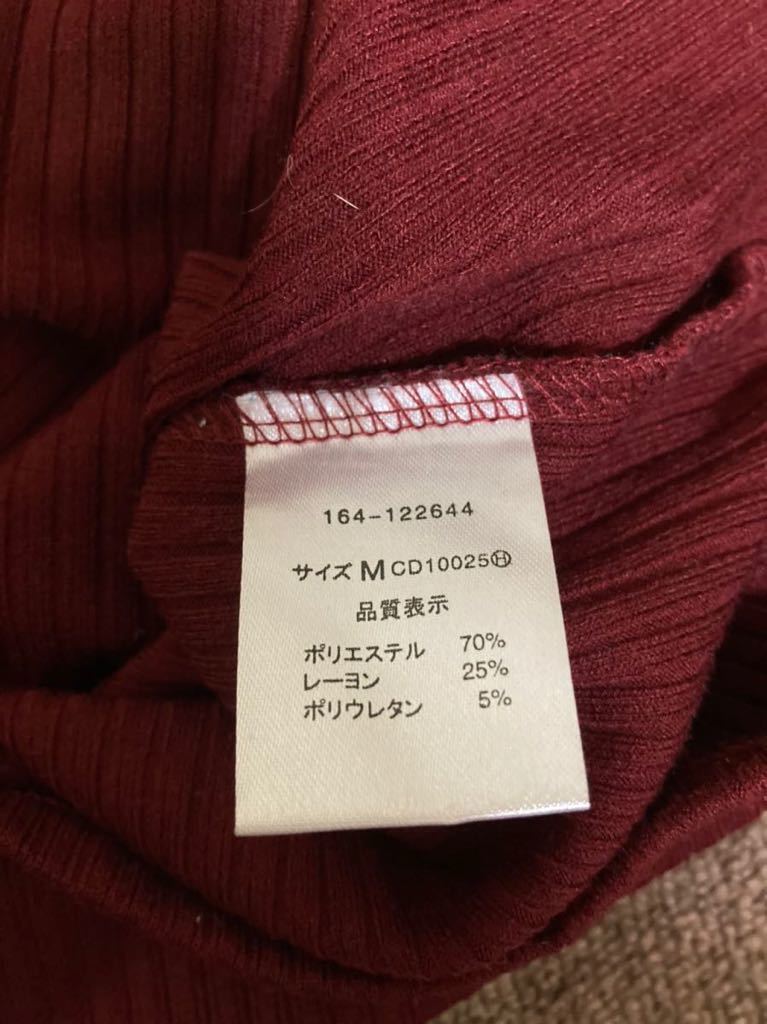 164-122644
サイズ M CD10025Ⓗ
品質表示
ポリエステル 70%
レーヨン 25%
ポリウレタン 5%